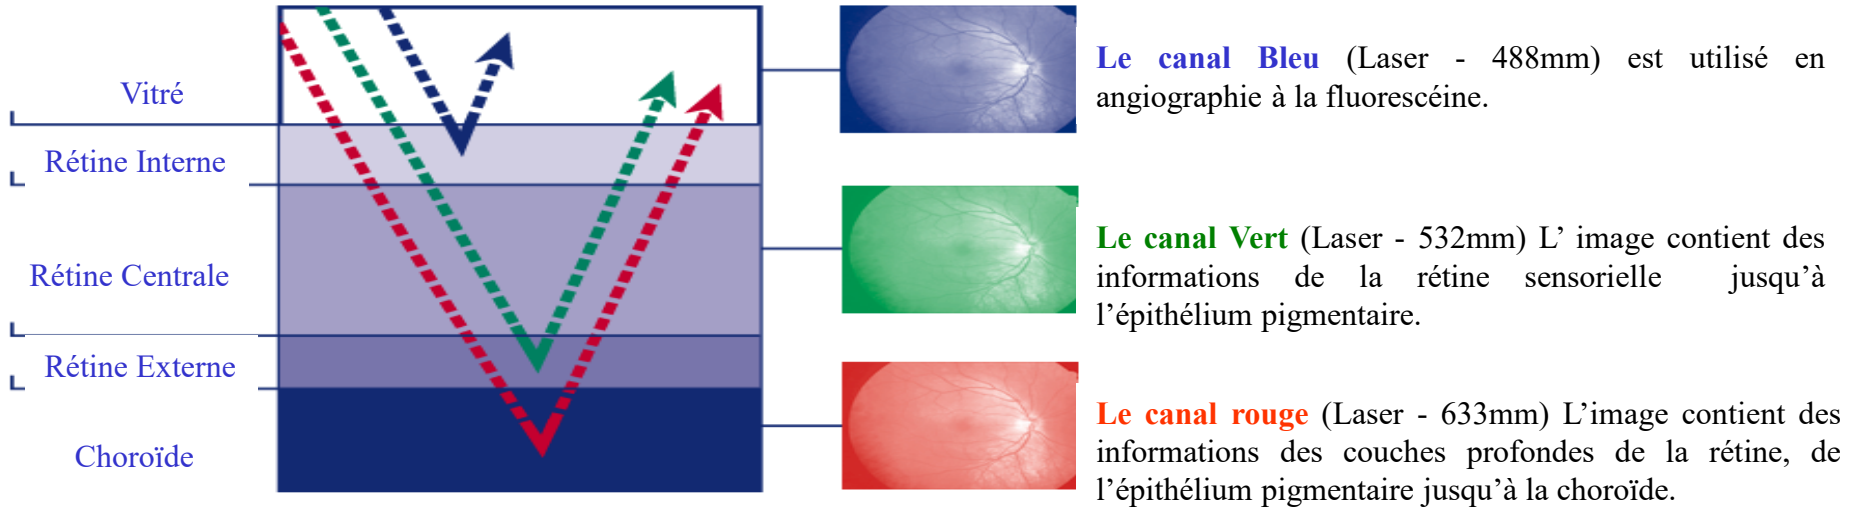 Vitré
Rétine Interne
Rétine Centrale
Rétine Externe
Choroïde
Le canal Bleu (Laser - 488mm) est utilisé en
angiographie à la fluorescéine.
Le canal Vert (Laser - 532mm) L’ image contient des
informations de la rétine sensorielle jusqu’à
l’épithélium pigmentaire.
Le canal rouge (Laser - 633mm) L’image contient des
informations des couches profondes de la rétine, de
l’épithélium pigmentaire jusqu’à la choroïde.